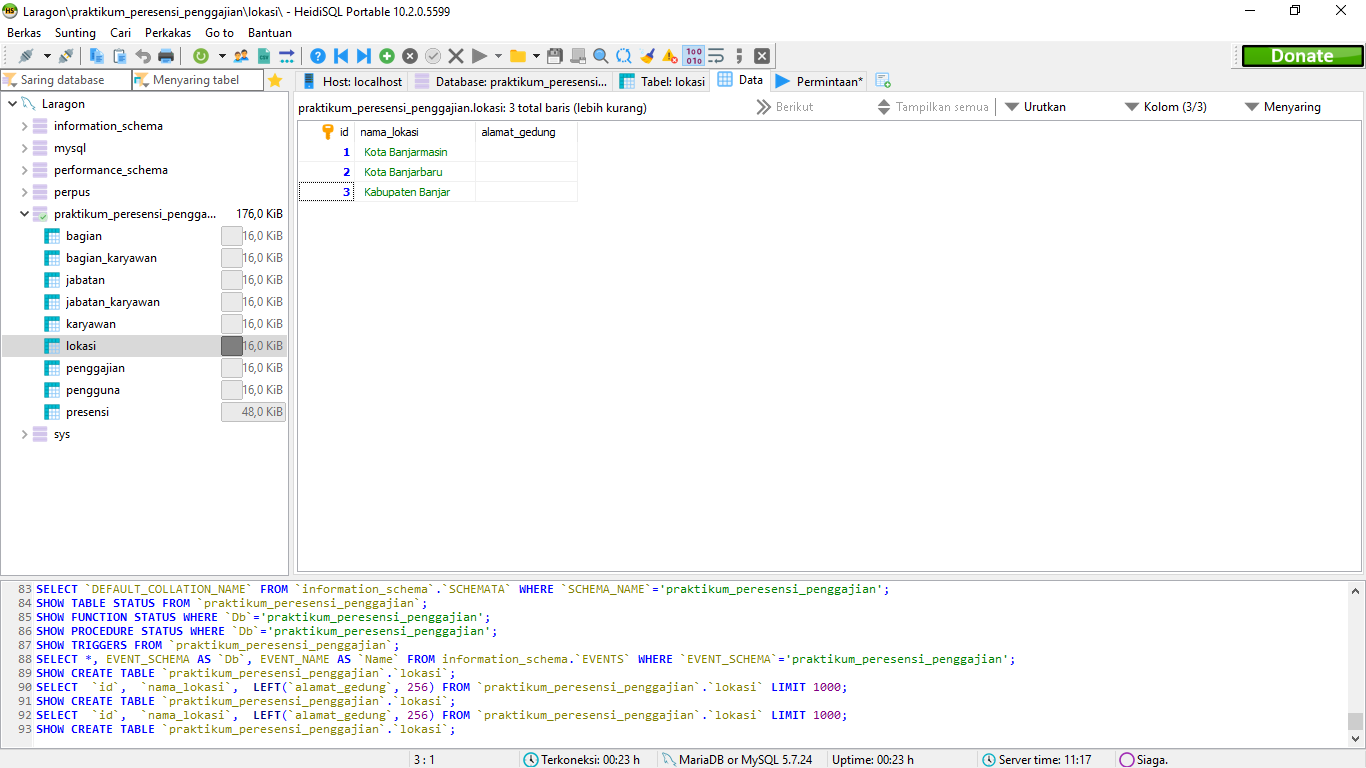 Laragon\praktikum_peresensi_penggajian\lokasi\ - HeidiSQL Portable 10.2.0.5599
Berkas Sunting Cari Perkakas Go to Bantuan
Donate
Saring database Menyaring tabel
Host: localhost Database: praktikum_peresensi... Tabel: lokasi Data Permintaan*
Laragon
information_schema
mysql
performance_schema
perpus
praktikum_peresensi_pengga... 176,0 KiB
bagian 16,0 KiB
bagian_karyawan 16,0 KiB
jabatan 16,0 KiB
jabatan_karyawan 16,0 KiB
karyawan 16,0 KiB
lokasi 16,0 KiB
penggajian 16,0 KiB
pengguna 16,0 KiB
presensi 48,0 KiB
sys
praktikum_peresensi_penggajian.lokasi: 3 total baris (lebih kurang) Berikut Tampilkan semua Urutkan Kolom (3/3) Menyaring
id nama_lokasi alamat_gedung
1 Kota Banjarmasin
2 Kota Banjarbaru
3 Kabupaten Banjar
83 SELECT `DEFAULT_COLLATION_NAME` FROM `information_schema`.`SCHEMATA` WHERE `SCHEMA_NAME`='praktikum_peresensi_penggajian';
84 SHOW TABLE STATUS FROM `praktikum_peresensi_penggajian`;
85 SHOW FUNCTION STATUS WHERE `Db`='praktikum_peresensi_penggajian';
86 SHOW PROCEDURE STATUS WHERE `Db`='praktikum_peresensi_penggajian';
87 SHOW TRIGGERS FROM `praktikum_peresensi_penggajian`;
88 SELECT *, EVENT_SCHEMA AS `Db`, EVENT_NAME AS `Name` FROM information_schema.`EVENTS` WHERE `EVENT_SCHEMA`='praktikum_peresensi_penggajian';
89 SHOW CREATE TABLE `praktikum_peresensi_penggajian`.`lokasi`;
90 SELECT `id`, `nama_lokasi`, LEFT(`alamat_gedung`, 256) FROM `praktikum_peresensi_penggajian`.`lokasi` LIMIT 1000;
91 SHOW CREATE TABLE `praktikum_peresensi_penggajian`.`lokasi`;
92 SELECT `id`, `nama_lokasi`, LEFT(`alamat_gedung`, 256) FROM `praktikum_peresensi_penggajian`.`lokasi` LIMIT 1000;
93 SHOW CREATE TABLE `praktikum_peresensi_penggajian`.`lokasi`;
3 : 1 Terkoneksi: 00:23 h MariaDB or MySQL 5.7.24 Uptime: 00:23 h Server time: 11:17 Siaga.